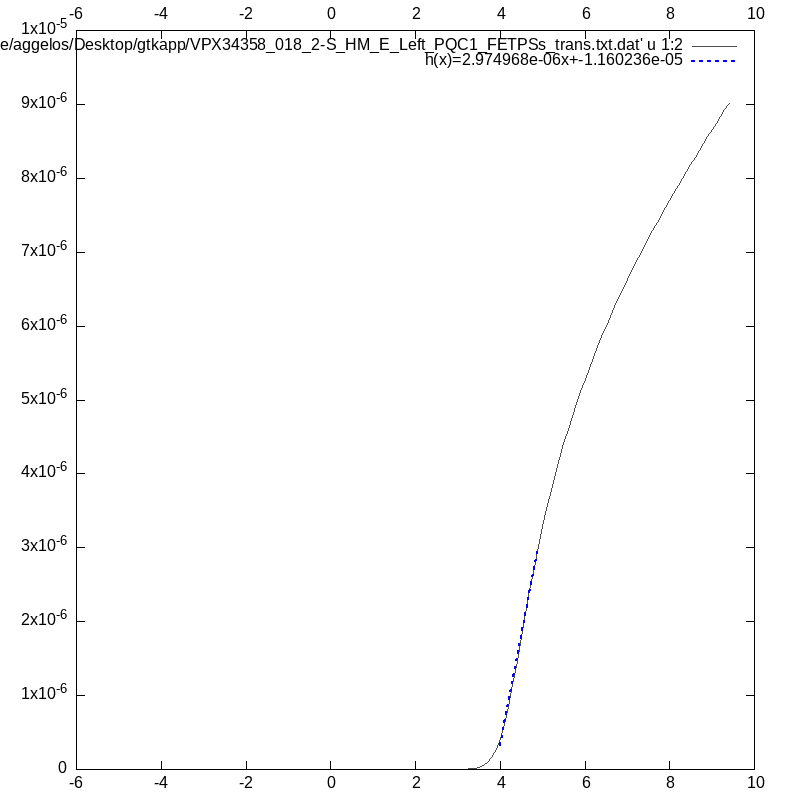 -6 -4 -2 0 2 4 6 8 10
1x10-5
e/aggelos/Desktop/gtkapp/VPX34358_018_2-S_HM_E_Left_PQC1_FETPSs_trans.txt.dat' u 1:2
h(x)=2.974968e-06x+-1.160236e-05
9x10-6
8x10-6
7x10-6
6x10-6
5x10-6
4x10-6
3x10-6
2x10-6
1x10-6
0
-6 -4 -2 0 2 4 6 8 10